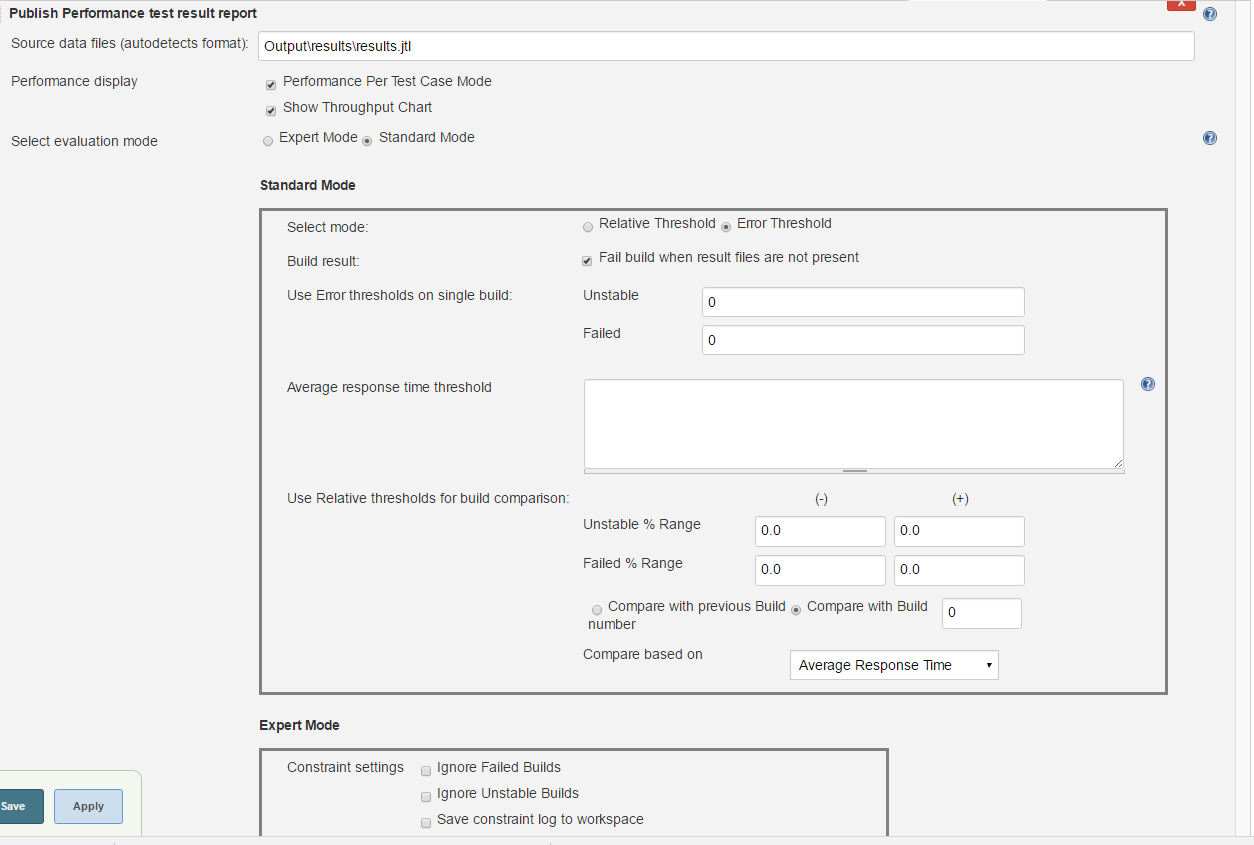 Publish Performance test result report
X
Source data files (autodetects format):
Output\results\results.jtl
Performance display
Performance Per Test Case Mode
Show Throughput Chart
Select evaluation mode
Expert Mode Standard Mode
Standard Mode
Select mode:
Relative Threshold Error Threshold
Build result:
Fail build when result files are not present
Use Error thresholds on single build:
Unstable
0
Failed
0
Average response time threshold
Use Relative thresholds for build comparison:
(-) (+)
Unstable % Range
0.0 0.0
Failed % Range
0.0 0.0
Compare with previous Build Compare with Build
number
0
Compare based on
Average Response Time
Expert Mode
Constraint settings
Ignore Failed Builds
Ignore Unstable Builds
Save constraint log to workspace
Save Apply